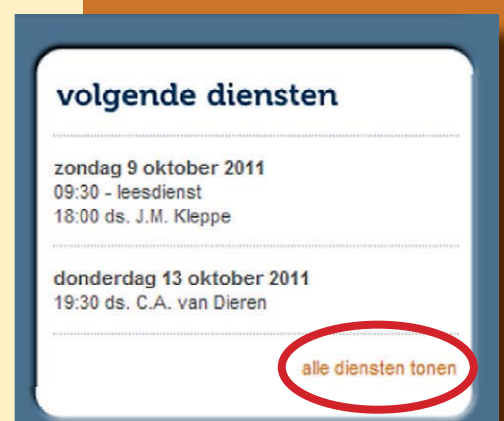 volgende diensten
zondag 9 oktober 2011
09:30 - leesdienst
18:00 ds. J.M. Kleppe
donderdag 13 oktober 2011
19:30 ds. C.A. van Dieren
alle diensten tonen